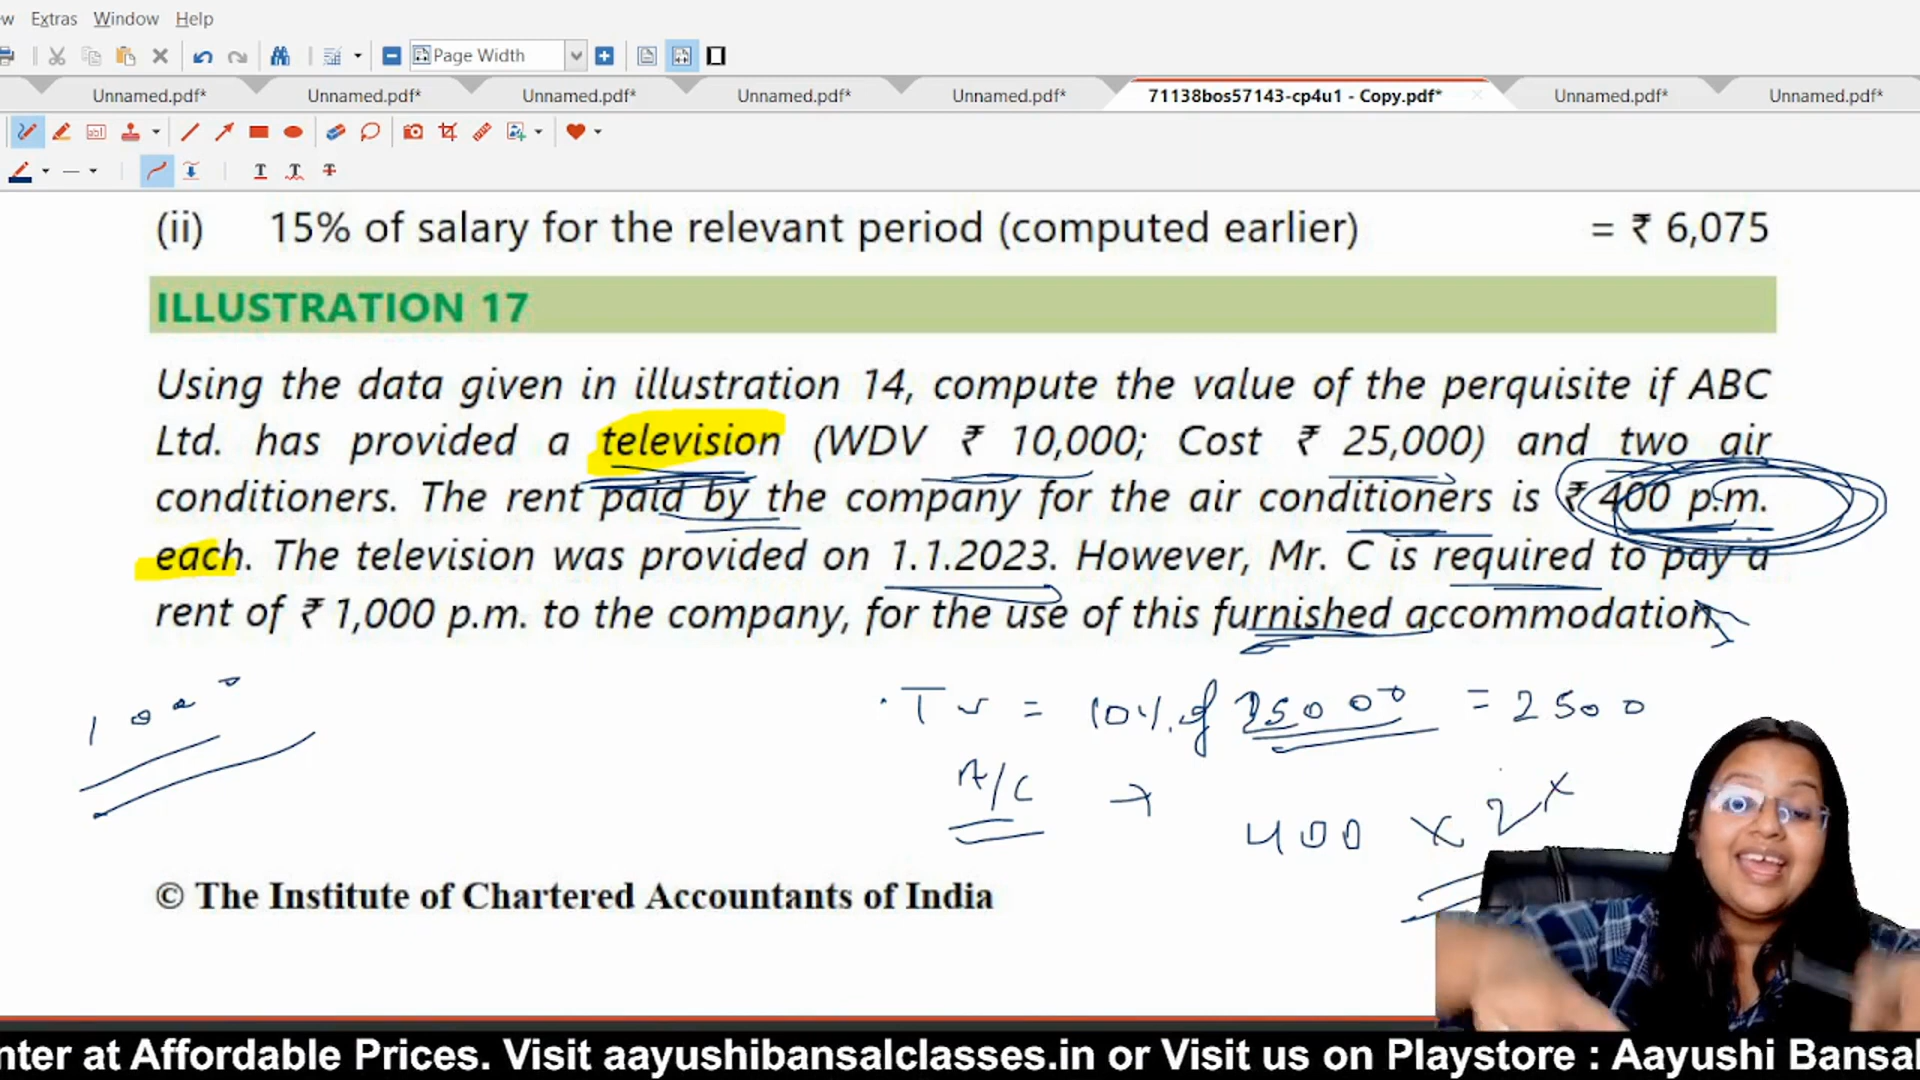 Extras Window Help
Page Width
Unnamed.pdf* Unnamed.pdf* Unnamed.pdf* Unnamed.pdf* Unnamed.pdf* 71138bos57143-cp4u1 - Copy.pdf* Unnamed.pdf* Unnamed.pdf*
(ii) 15% of salary for the relevant period (computed earlier) = ₹ 6,075
ILLUSTRATION 17
Using the data given in illustration 14, compute the value of the perquisite if ABC
Ltd. has provided a television (WDV ₹ 10,000; Cost ₹ 25,000) and two air
conditioners. The rent paid by the company for the air conditioners is ₹ 400 p.m.
each. The television was provided on 1.1.2023. However, Mr. C is required to pay a
rent of ₹ 1,000 p.m. to the company, for the use of this furnished accommodation.
1000
TV = 10% of 25000 = 2500
A/C → 400 × 2 ×
© The Institute of Chartered Accountants of India
at Affordable Prices. Visit aayushibansalclasses.in or Visit us on Playstore : Aayushi